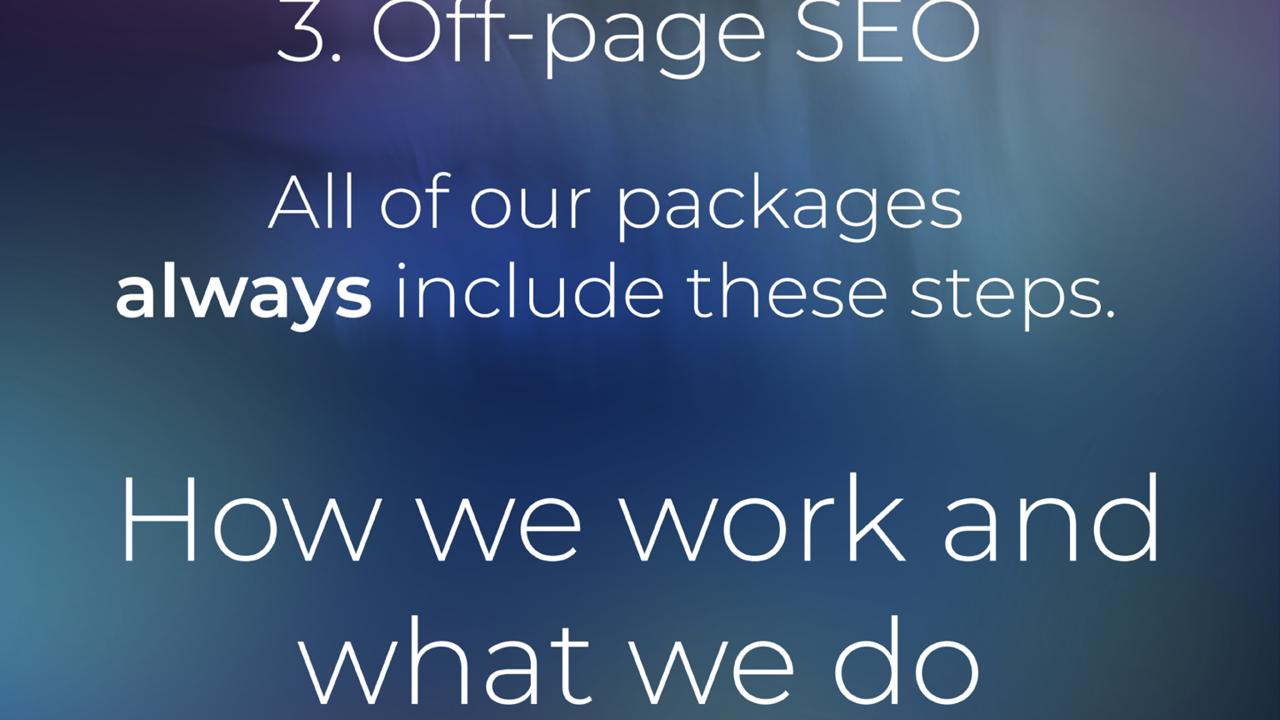 3. Off-page SEO
All of our packages
always include these steps.
How we work and
what we do